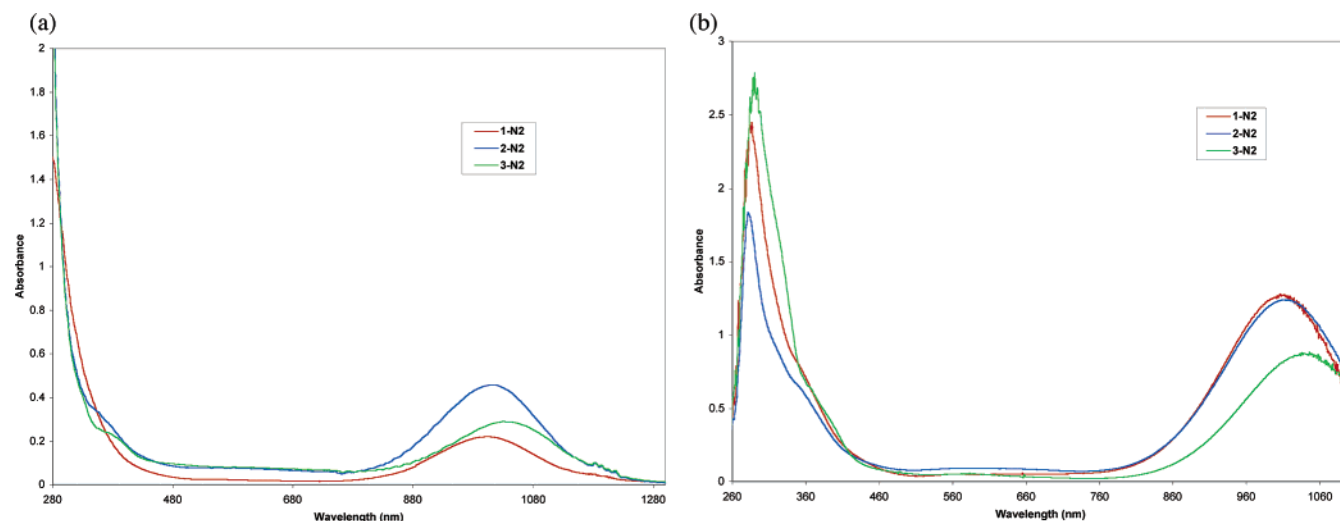 (a)
2
1.8
1.6
1.4
1.2
1
0.8
0.6
0.4
0.2
0
Absorbance
1-N2
2-N2
3-N2
280 480 680 880 1080 1280
Wavelength (nm)
(b)
3
2.5
2
1.5
1
0.5
0
Absorbance
1-N2
2-N2
3-N2
260 360 460 560 660 760 860 960 1060
Wavelength (nm)